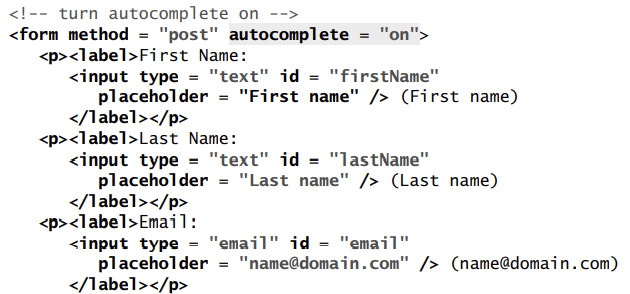 <!-- turn autocomplete on -->
<form method = "post" autocomplete = "on">
<p><label>First Name:
<input type = "text" id = "firstName"
placeholder = "First name" /> (First name)
</label></p>
<p><label>Last Name:
<input type = "text" id = "lastName"
placeholder = "Last name" /> (Last name)
</label></p>
<p><label>Email:
<input type = "email" id = "email"
placeholder = "name@domain.com" /> (name@domain.com)
</label></p>